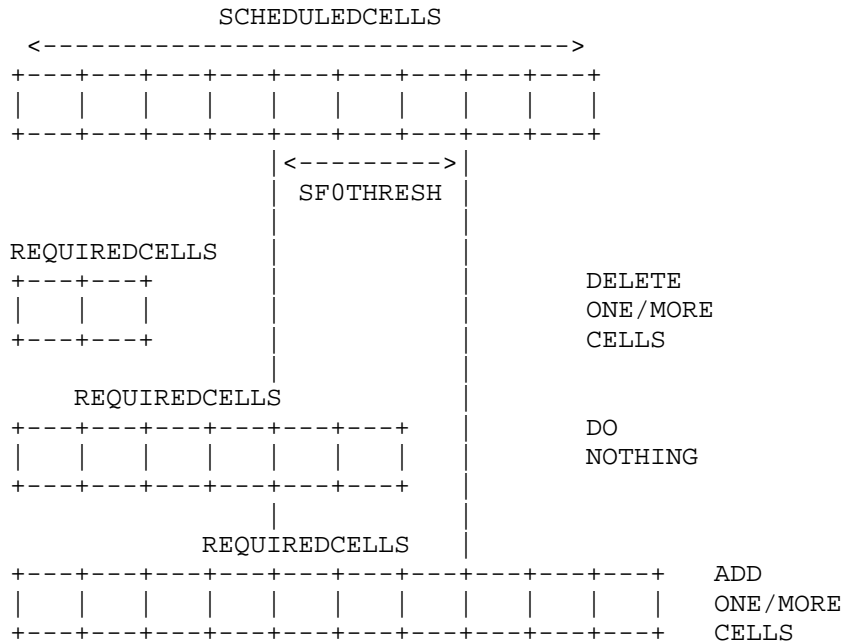 SCHEDULEDCELLS
SF0THRESH
REQUIREDCELLS
DELETE
ONE/MORE
CELLS
REQUIREDCELLS
DO
NOTHING
REQUIREDCELLS
ADD
ONE/MORE
CELLS